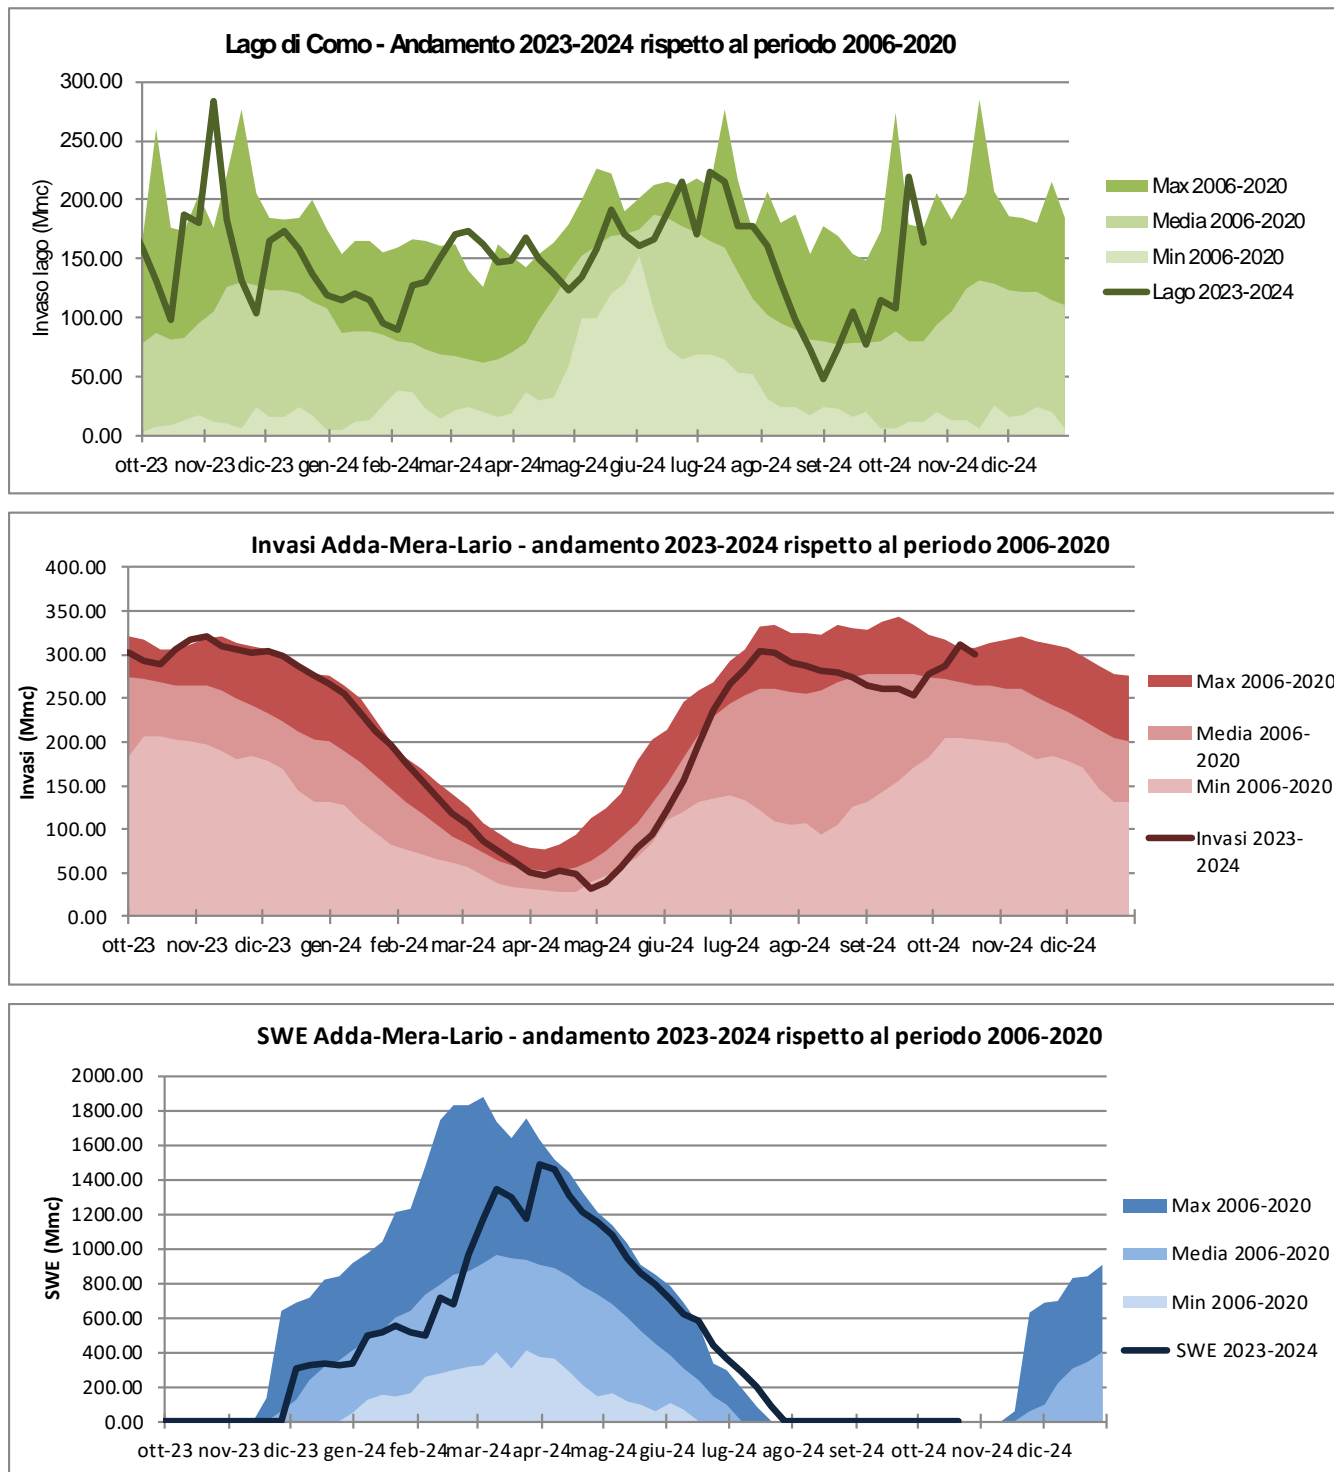 Lago di Como - Andamento 2023-2024 rispetto al periodo 2006-2020
300.00
250.00
200.00
150.00
100.00
50.00
0.00
Invaso lago (Mmc)
ott-23 nov-23 dic-23 gen-24 feb-24 mar-24 apr-24 mag-24 giu-24 lug-24 ago-24 set-24 ott-24 nov-24 dic-24
Max 2006-2020
Media 2006-2020
Min 2006-2020
Lago 2023-2024
Invasi Adda-Mera-Lario - andamento 2023-2024 rispetto al periodo 2006-2020
400.00
350.00
300.00
250.00
200.00
150.00
100.00
50.00
0.00
Invasi (Mmc)
ott-23 nov-23 dic-23 gen-24 feb-24 mar-24 apr-24 mag-24 giu-24 lug-24 ago-24 set-24 ott-24 nov-24 dic-24
Max 2006-2020
Media 2006-
2020
Min 2006-2020
Invasi 2023-
2024
SWE Adda-Mera-Lario - andamento 2023-2024 rispetto al periodo 2006-2020
2000.00
1800.00
1600.00
1400.00
1200.00
1000.00
800.00
600.00
400.00
200.00
0.00
SWE (Mmc)
ott-23 nov-23 dic-23 gen-24 feb-24 mar-24 apr-24 mag-24 giu-24 lug-24 ago-24 set-24 ott-24 nov-24 dic-24
Max 2006-2020
Media 2006-2020
Min 2006-2020
SWE 2023-2024